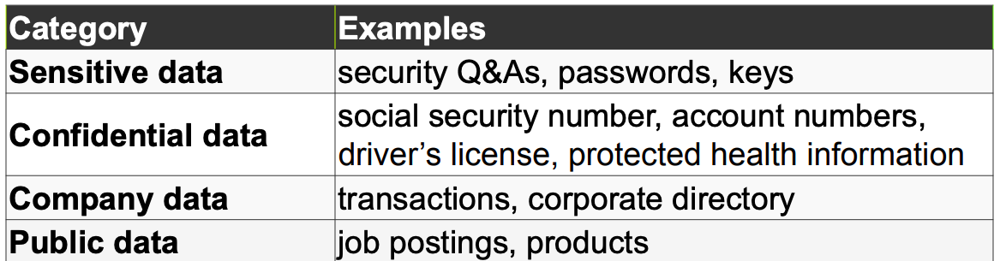 Category Examples
Sensitive data security Q&As, passwords, keys
Confidential data social security number, account numbers,
driver’s license, protected health information
Company data transactions, corporate directory
Public data job postings, products